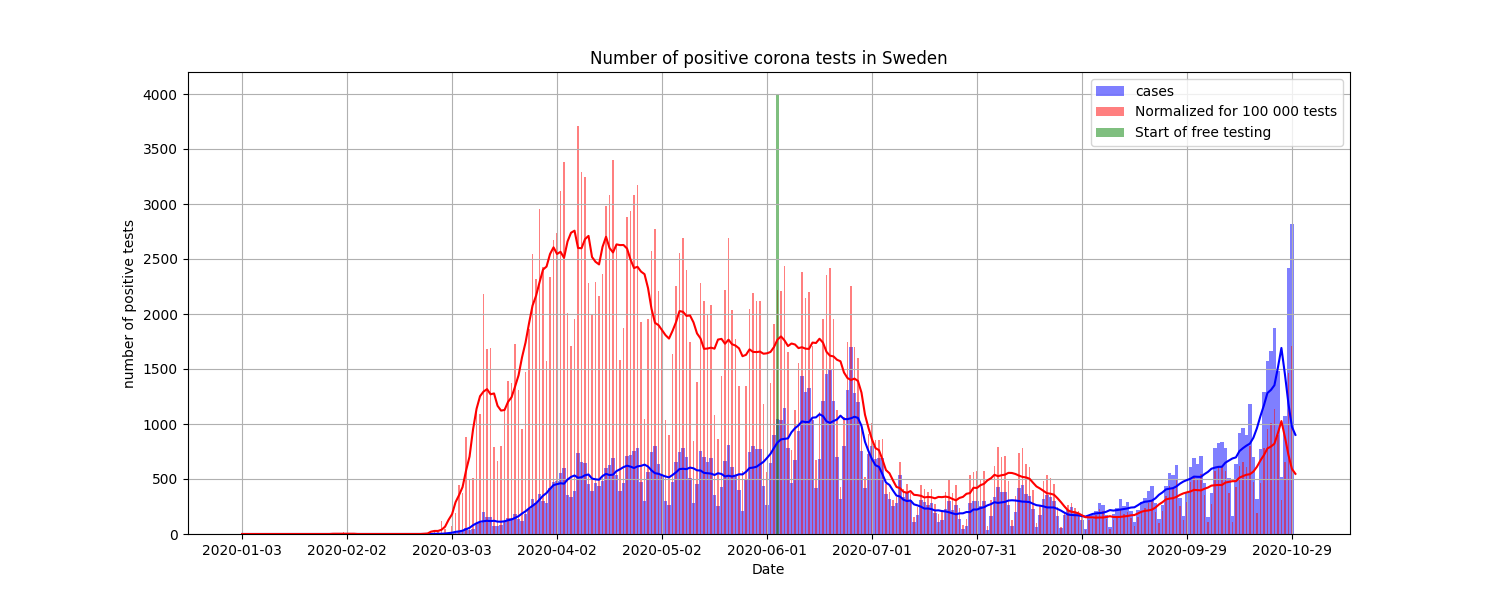 Number of positive corona tests in Sweden
cases
Normalized for 100 000 tests
Start of free testing
number of positive tests
4000
3500
3000
2500
2000
1500
1000
500
0
2020-01-03 2020-02-02 2020-03-03 2020-04-02 2020-05-02 2020-06-01 2020-07-01 2020-07-31 2020-08-30 2020-09-29 2020-10-29
Date